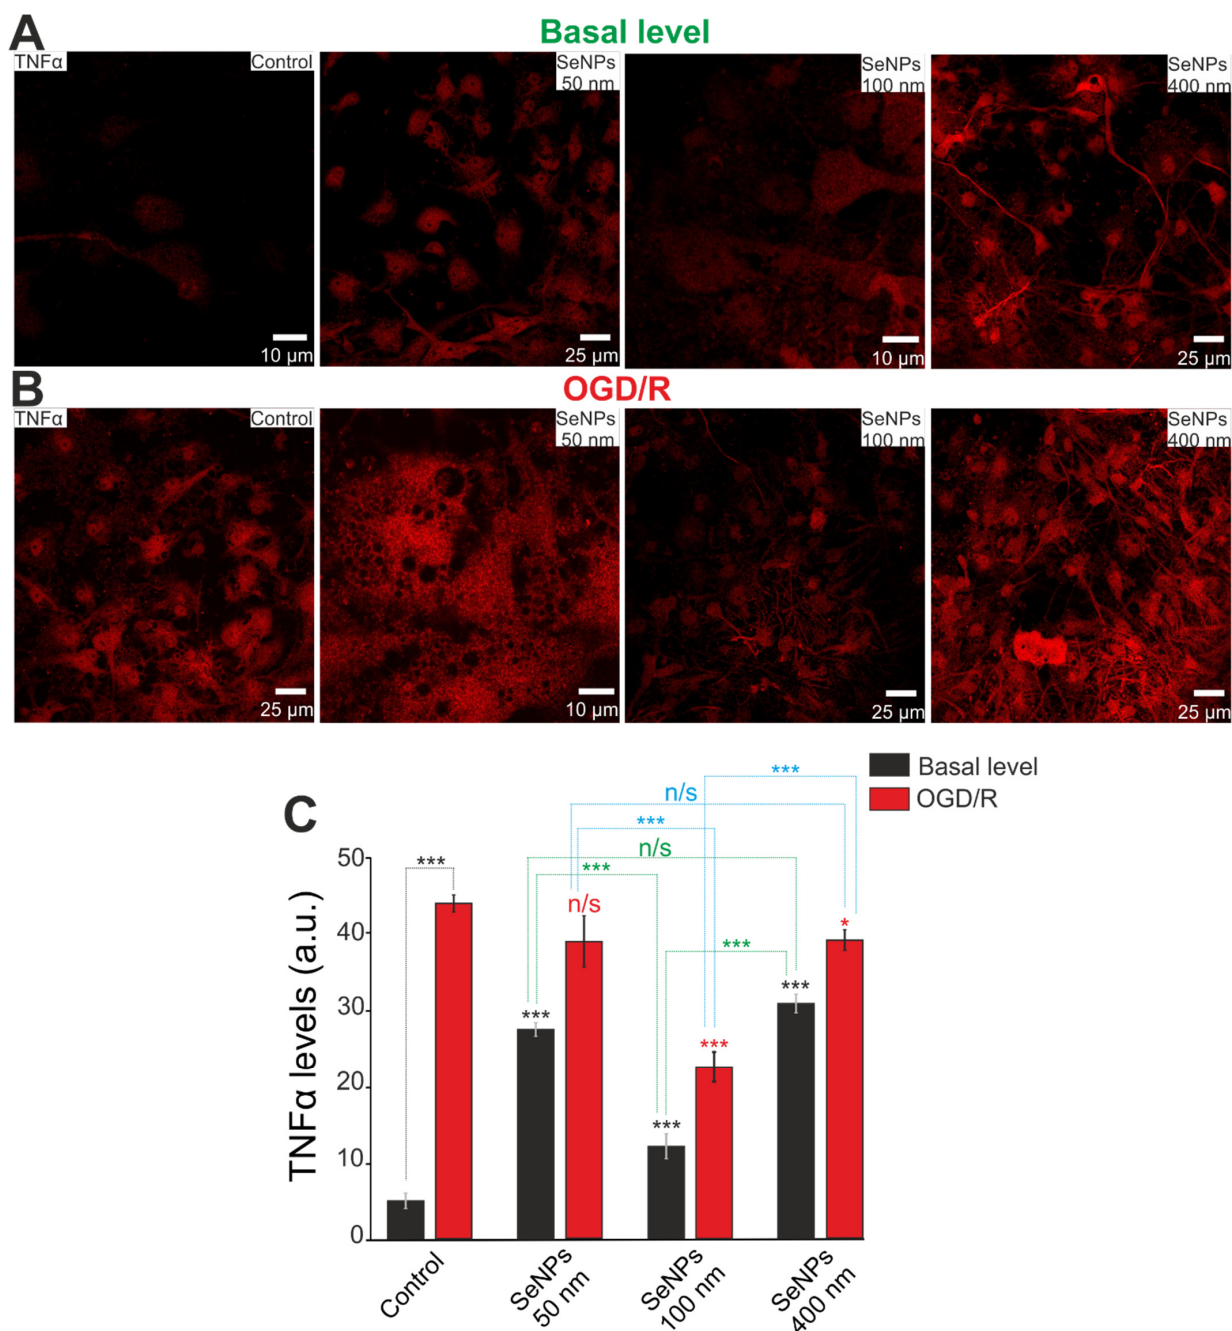 A
Basal level
TNFα
Control
SeNPs
50 nm
SeNPs
100 nm
SeNPs
400 nm
10 µm
25 µm
10 µm
25 µm
B
OGD/R
TNFα
Control
SeNPs
50 nm
SeNPs
100 nm
SeNPs
400 nm
25 µm
10 µm
25 µm
25 µm
C
Basal level
OGD/R
***
n/s
***
n/s
***
***
n/s
***
*
***
***
***
***
TNFα levels (a.u.)
50
40
30
20
10
0
Control
SeNPs
50 nm
SeNPs
100 nm
SeNPs
400 nm